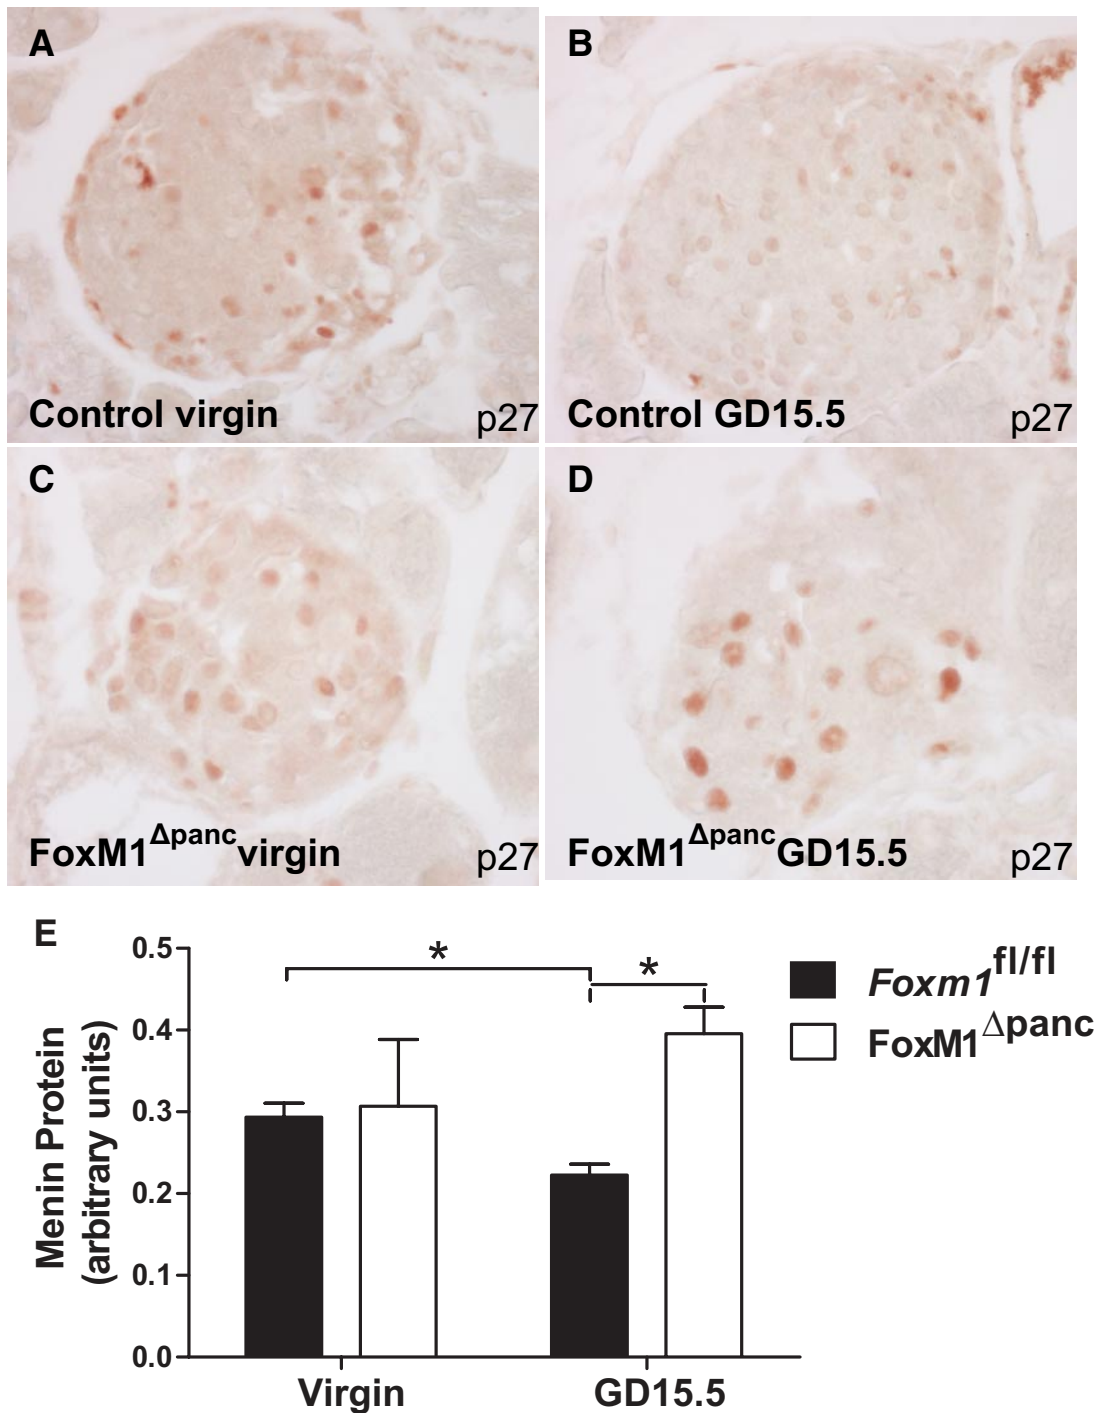 A
Control virgin p27
B
Control GD15.5 p27
C
FoxM1Δpanc virgin p27
D
FoxM1Δpanc GD15.5 p27
E
Menin Protein
(arbitrary units)
0.5
0.4
0.3
0.2
0.1
0.0
*
*
Virgin
GD15.5
Foxm1fl/fl
FoxM1Δpanc